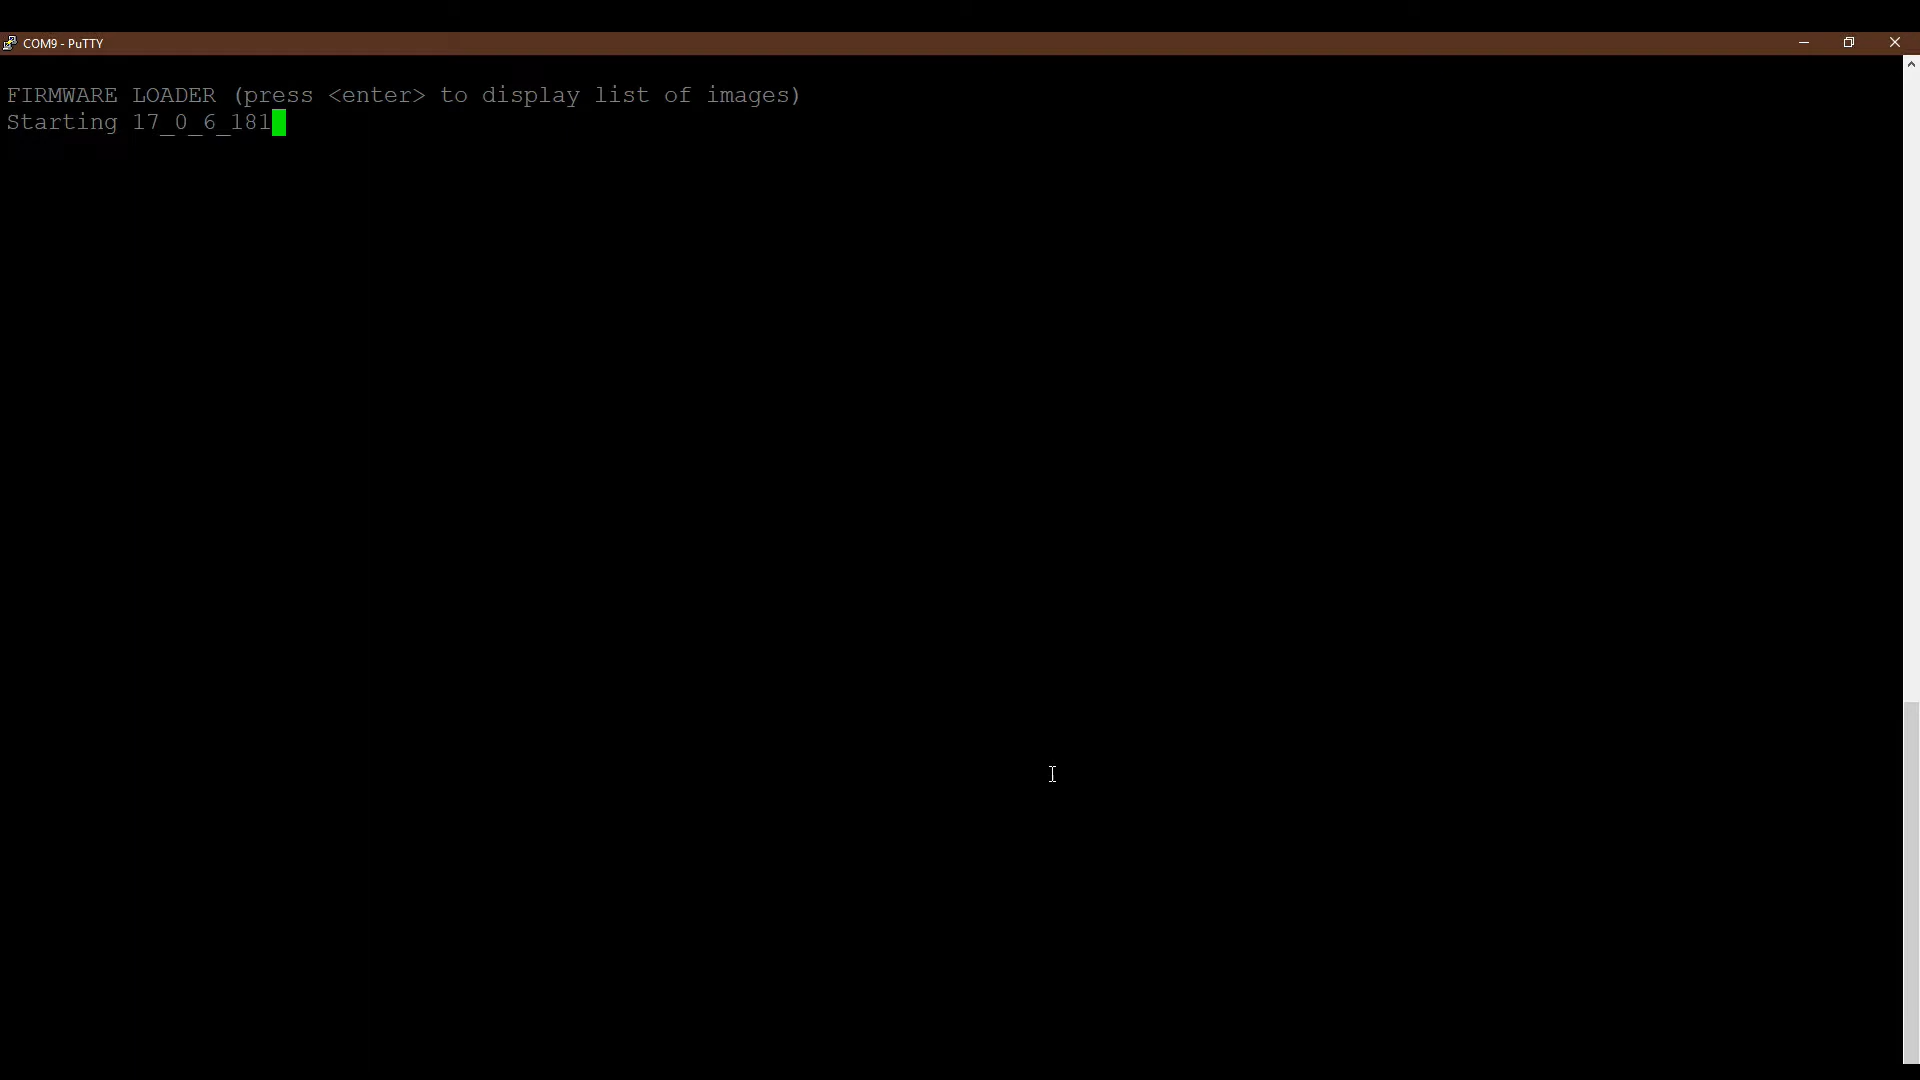 COM9 - PuTTY
FIRMWARE LOADER (press <enter> to display list of images)
Starting 17_0_6_181